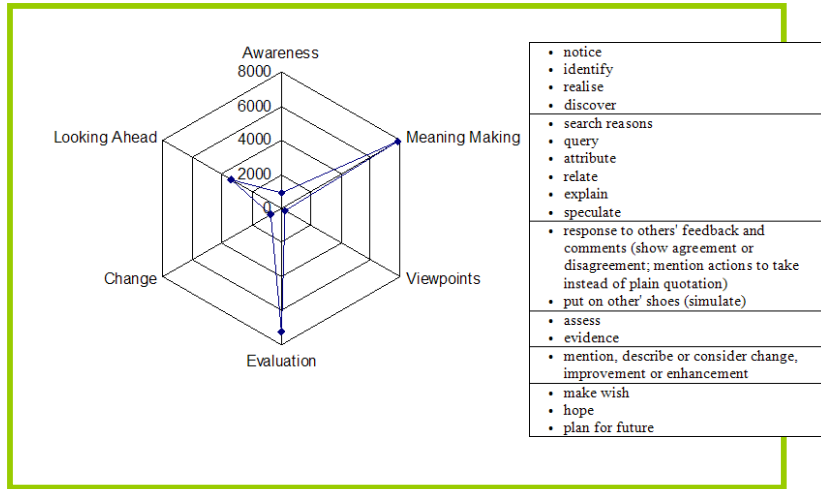 Awareness
8000
6000
4000
2000
0
Looking Ahead
Meaning Making
Change
Viewpoints
Evaluation
• notice
• identify
• realise
• discover
• search reasons
• query
• attribute
• relate
• explain
• speculate
• response to others' feedback and
comments (show agreement or
disagreement; mention actions to take
instead of plain quotation)
• put on other' shoes (simulate)
• assess
• evidence
• mention, describe or consider change,
improvement or enhancement
• make wish
• hope
• plan for future